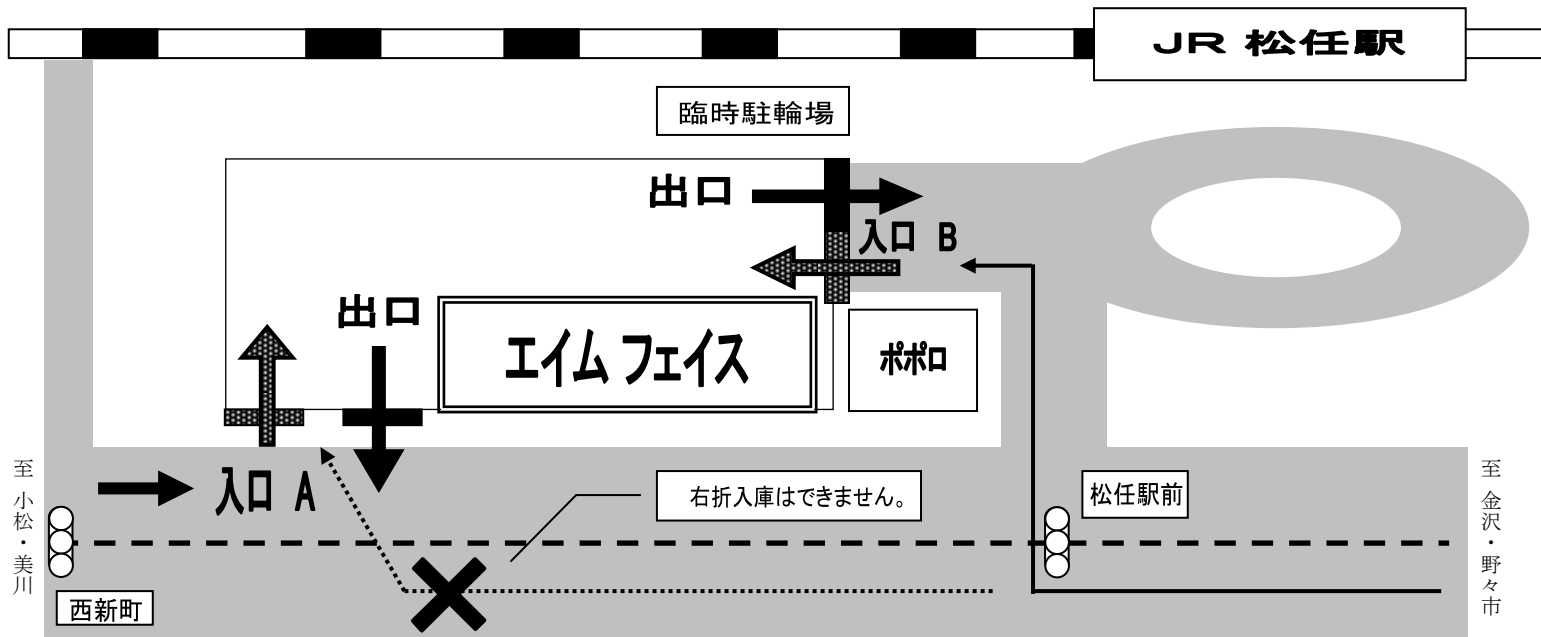 JR 松任駅
臨時駐輪場
出口
入口 B
出口
エイム フェイス
ポポロ
至 小松・美川
入口 A
右折入庫はできません。
松任駅前
至 金沢・野々市
西新町